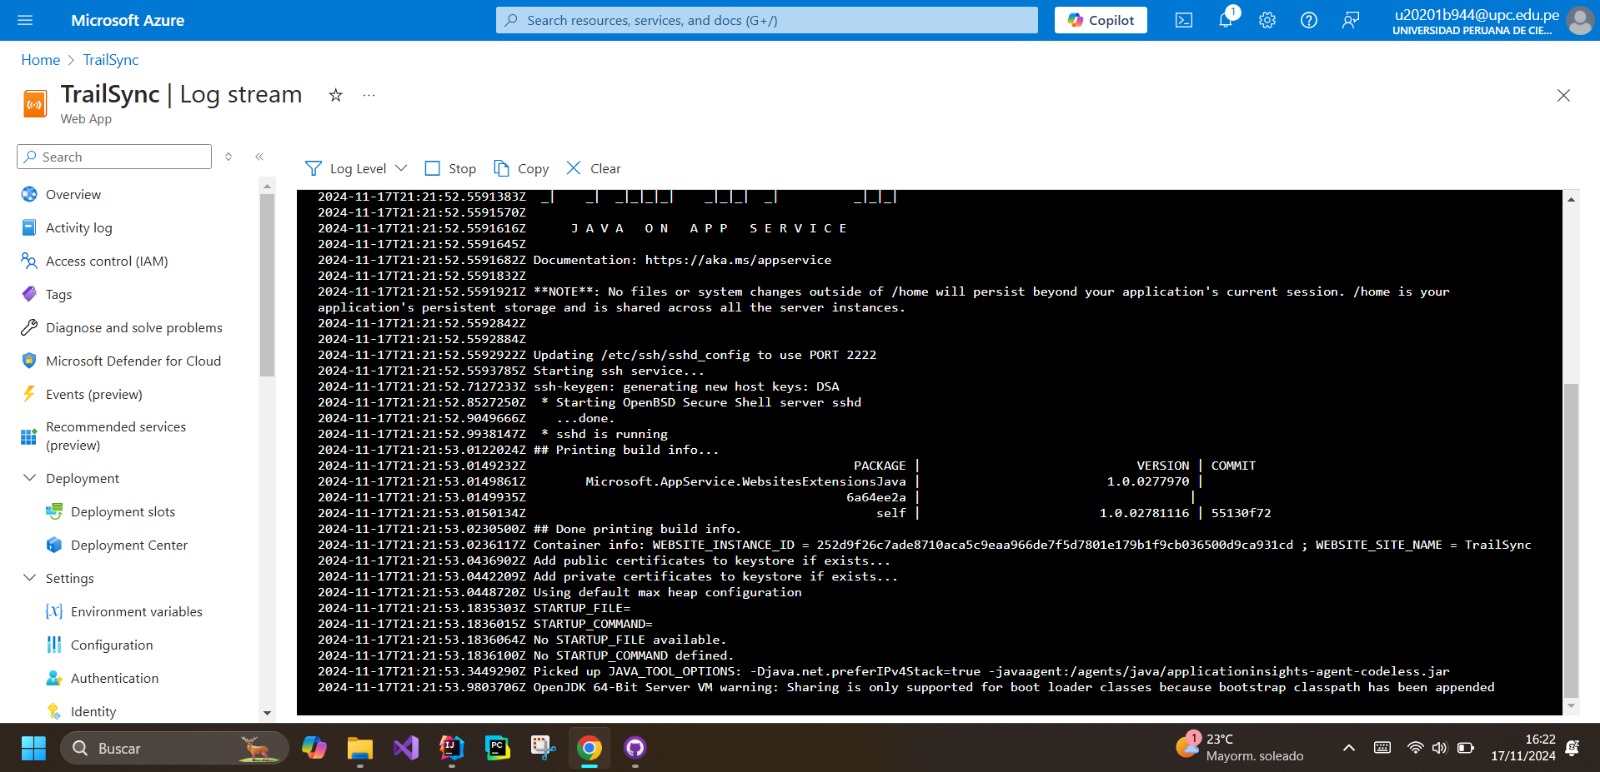 Microsoft Azure
Search resources, services, and docs (G+/)
Copilot
1
u20201b944@upc.edu.pe
UNIVERSIDAD PERUANA DE CIE...
Home > TrailSync
TrailSync | Log stream
Web App
Search
Overview
Activity log
Access control (IAM)
Tags
Diagnose and solve problems
Microsoft Defender for Cloud
Events (preview)
Recommended services
(preview)
Deployment
Deployment slots
Deployment Center
Settings
Environment variables
Configuration
Authentication
Identity
Log Level
Stop
Copy
Clear
2024-11-17T21:21:52.5591383Z _|    _| _|_|_|_|    _|_|_| _|          _|_|_|
2024-11-17T21:21:52.5591570Z
2024-11-17T21:21:52.5591616Z J A V A  O N  A P P  S E R V I C E
2024-11-17T21:21:52.5591645Z
2024-11-17T21:21:52.5591682Z Documentation: https://aka.ms/appservice
2024-11-17T21:21:52.5591832Z
2024-11-17T21:21:52.5591921Z **NOTE**: No files or system changes outside of /home will persist beyond your application's current session. /home is your
application's persistent storage and is shared across all the server instances.
2024-11-17T21:21:52.5592842Z
2024-11-17T21:21:52.5592884Z
2024-11-17T21:21:52.5592922Z Updating /etc/ssh/sshd_config to use PORT 2222
2024-11-17T21:21:52.5593785Z Starting ssh service...
2024-11-17T21:21:52.7127233Z ssh-keygen: generating new host keys: DSA
2024-11-17T21:21:52.8527250Z  * Starting OpenBSD Secure Shell server sshd
2024-11-17T21:21:52.9049666Z    ...done.
2024-11-17T21:21:52.9938147Z  * sshd is running
2024-11-17T21:21:53.0122024Z ## Printing build info...
2024-11-17T21:21:53.0149232Z PACKAGE | VERSION | COMMIT
2024-11-17T21:21:53.0149861Z Microsoft.AppService.WebsitesExtensionsJava | 1.0.0277970 |
2024-11-17T21:21:53.0149935Z 6a64ee2a | |
2024-11-17T21:21:53.0150134Z self | 1.0.02781116 | 55130f72
2024-11-17T21:21:53.0230500Z ## Done printing build info.
2024-11-17T21:21:53.0236117Z Container info: WEBSITE_INSTANCE_ID = 252d9f26c7ade8710aca5c9eaa966de7f5d7801e179b1f9cb036500d9ca931cd ; WEBSITE_SITE_NAME = TrailSync
2024-11-17T21:21:53.0436902Z Add public certificates to keystore if exists...
2024-11-17T21:21:53.0442209Z Add private certificates to keystore if exists...
2024-11-17T21:21:53.0448720Z Using default max heap configuration
2024-11-17T21:21:53.1835303Z STARTUP_FILE=
2024-11-17T21:21:53.1836015Z STARTUP_COMMAND=
2024-11-17T21:21:53.1836064Z No STARTUP_FILE available.
2024-11-17T21:21:53.1836100Z No STARTUP_COMMAND defined.
2024-11-17T21:21:53.3449290Z Picked up JAVA_TOOL_OPTIONS: -Djava.net.preferIPv4Stack=true -javaagent:/agents/java/applicationinsights-agent-codeless.jar
2024-11-17T21:21:53.9803706Z OpenJDK 64-Bit Server VM warning: Sharing is only supported for boot loader classes because bootstrap classpath has been appended
Buscar
1
23°C
Mayorm. soleado
16:22
17/11/2024